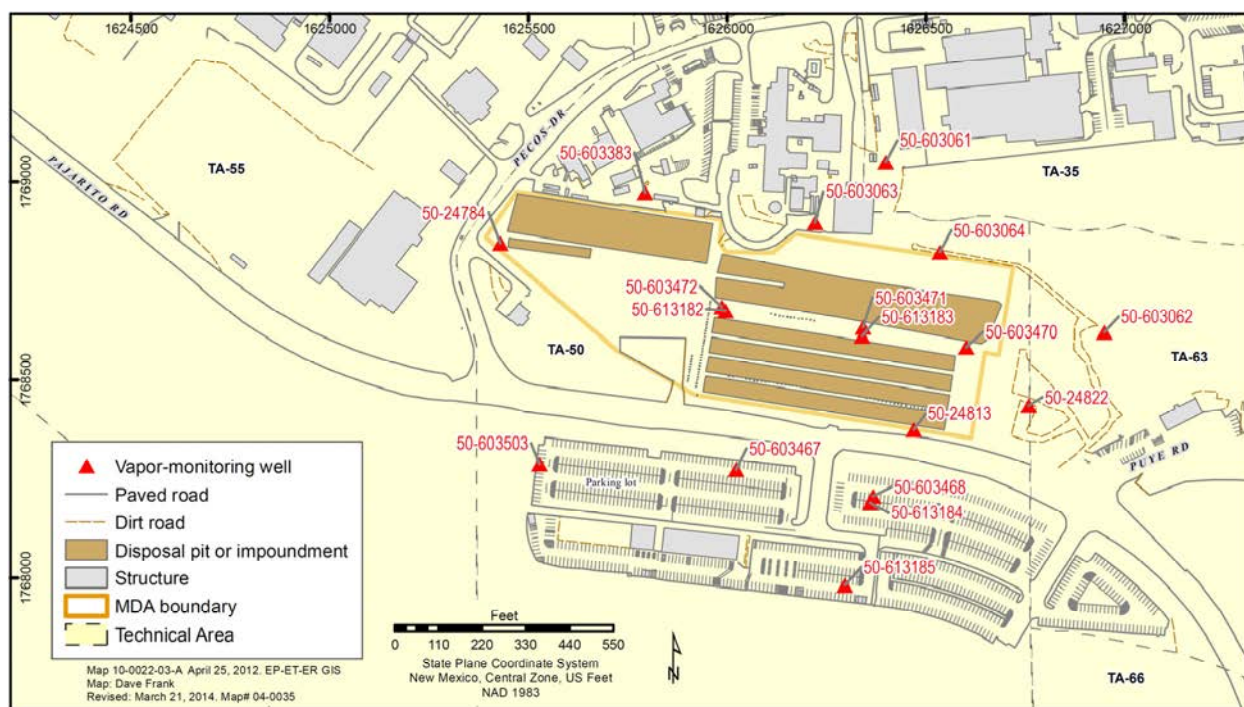 1624500
1625000
1625500
1626000
1626500
1627000
1769000
1768500
1768000
PAJARITO RD
TA-55
PECOS DR
50-603383
50-603061
TA-35
50-603063
50-24784
50-603064
50-603472
50-613182
50-603471
50-613183
50-603470
50-603062
TA-63
TA-50
50-24822
50-24813
PUYE RD
50-603503
50-603467
Parking lot
50-603468
50-613184
50-613185
TA-66
Vapor-monitoring well
Paved road
Dirt road
Disposal pit or impoundment
Structure
MDA boundary
Technical Area
Map 10-0022-03-A April 25, 2012. EP-ET-ER GIS
Map: Dave Frank
Revised: March 21, 2014. Map# 04-0035
Feet
0 110 220 330 440 550
State Plane Coordinate System
New Mexico, Central Zone, US Feet
NAD 1983
N